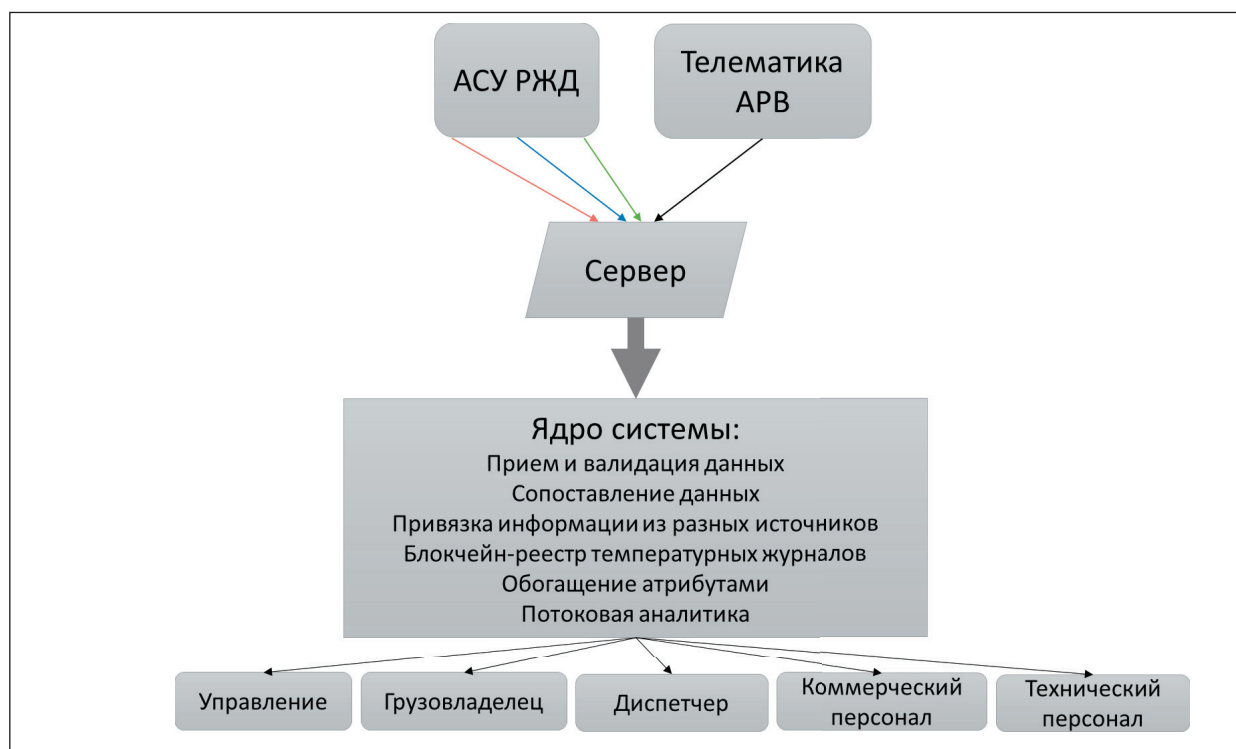 АСУ РЖД
Телематика
АРВ
Сервер
Ядро системы:
Прием и валидация данных
Сопоставление данных
Привязка информации из разных источников
Блокчейн-реестр температурных журналов
Обогащение атрибутами
Потоковая аналитика
Управление
Грузовладелец
Диспетчер
Коммерческий
персонал
Технический
персонал